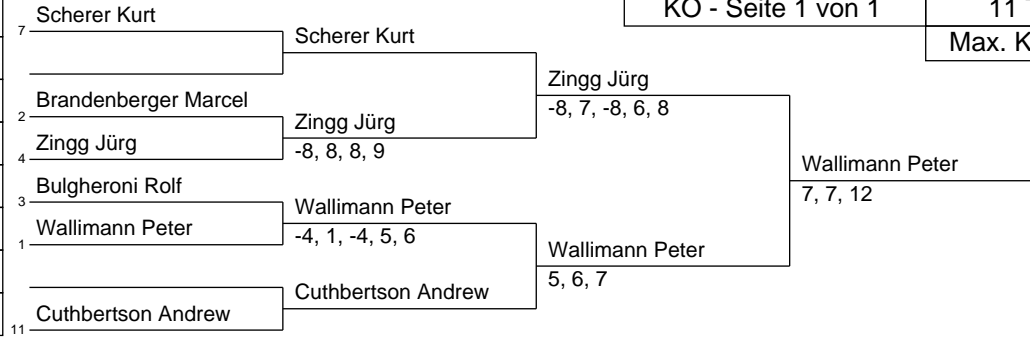 KO - Seite 1 von 1
11
Max. K
7
Scherer Kurt
Scherer Kurt
Zingg Jürg
-8, 7, -8, 6, 8
2
Brandenberger Marcel
4
Zingg Jürg
Zingg Jürg
-8, 8, 8, 9
Wallimann Peter
7, 7, 12
3
Bulgheroni Rolf
1
Wallimann Peter
Wallimann Peter
-4, 1, -4, 5, 6
Wallimann Peter
5, 6, 7
Cuthbertson Andrew
11
Cuthbertson Andrew